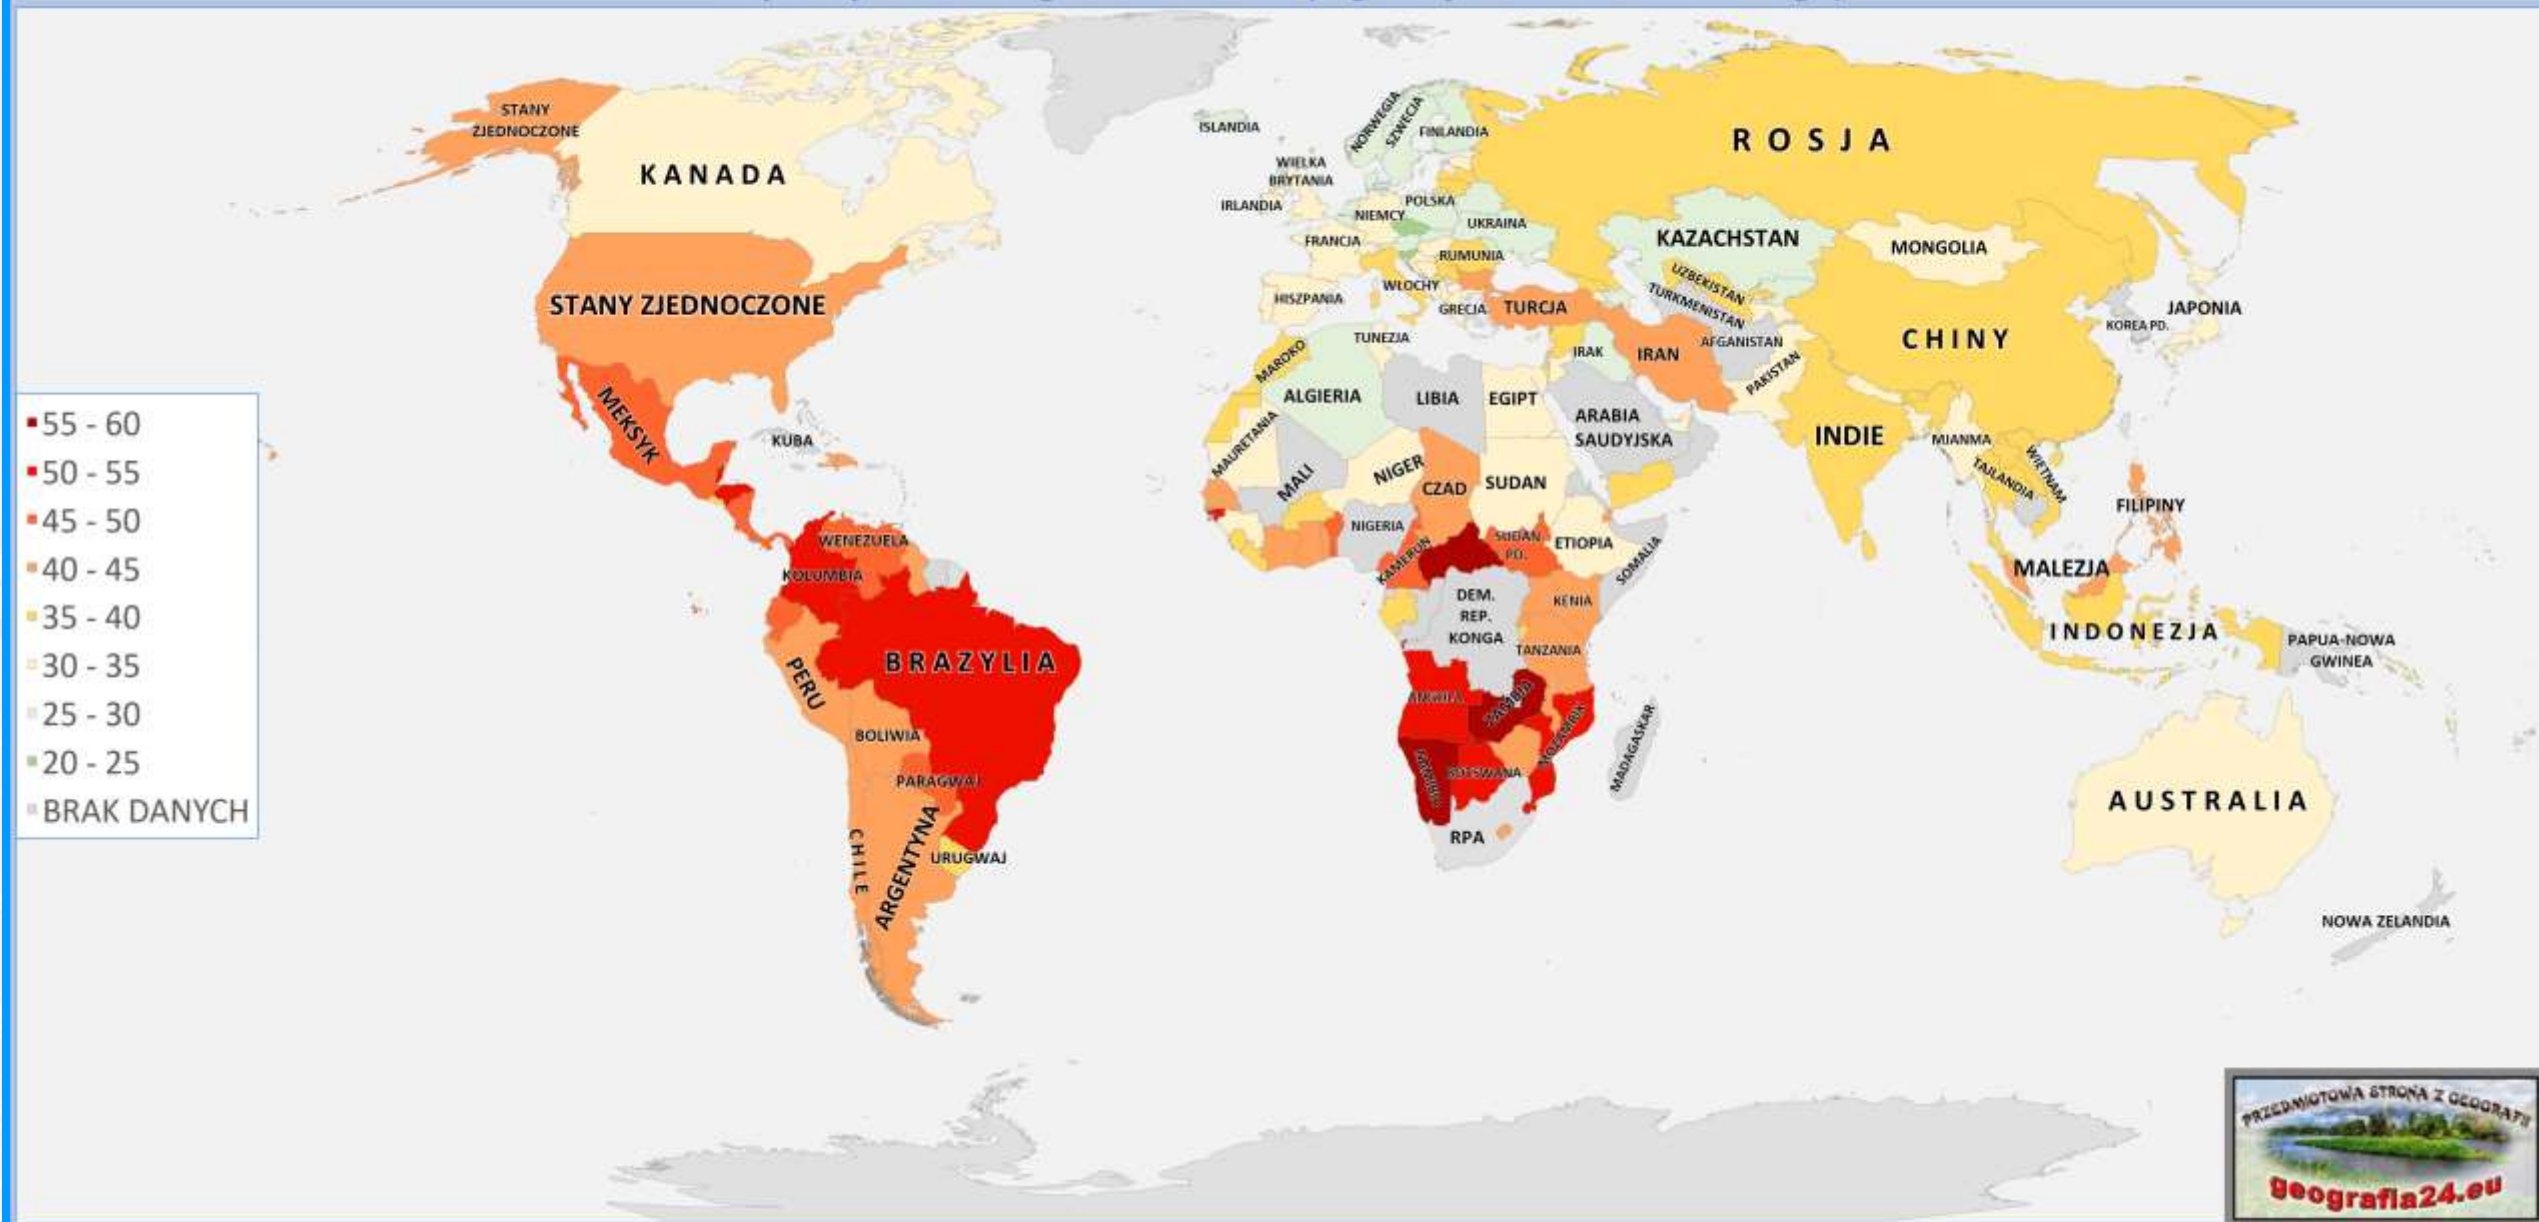 STANY
ZJEDNOCZONE
KANADA
STANY ZJEDNOCZONE
MEKSYK
KUBA
WENEZUELA
KOLUMBIA
BRAZYLIA
PERU
BOLIWIA
PARAGWAJ
CHILE
ARGENTYNA
URUGWAJ
ISLANDIA
NORWEGIA
SZWECJA
FINLANDIA
WIELKA
BRYTANIA
IRLANDIA
POLSKA
NIEMCY
UKRAINA
FRANCJA
RUMUNIA
WŁOCHY
HISZPANIA
GRECJA
TURCJA
ROSJA
KAZACHSTAN
MONGOLIA
UZBEKISTAN
TURKMENISTAN
AFGANISTAN
CHINY
KOREA PD.
JAPONIA
TUNEZJA
MAROKO
ALGIERIA
LIBIA
EGIPT
IRAK
IRAN
PAKISTAN
ARABIA
SAUDYJSKA
INDIE
MIANMA
TAJLANDIA
WIETNAM
FILIPINY
MALEZJA
INDONEZJA
PAPUA-NOWA
GWINEA
MAURETANIA
MALI
NIGER
CZAD
SUDAN
NIGERIA
KAMERUN
SUDAN
PD.
ETIOPIA
SOMALIA
DEM.
REP.
KONGA
KENIA
TANZANIA
ANGOLA
ZAMBIA
MOZAMBIK
NAMIBIA
BOTSWANA
MADAGASKAR
RPA
AUSTRALIA
NOWA ZELANDIA
55 - 60
50 - 55
45 - 50
40 - 45
35 - 40
30 - 35
25 - 30
20 - 25
BRAK DANYCH
PRZEDMIOTOWA STRONA Z GEOGRAFII
geografia24.eu